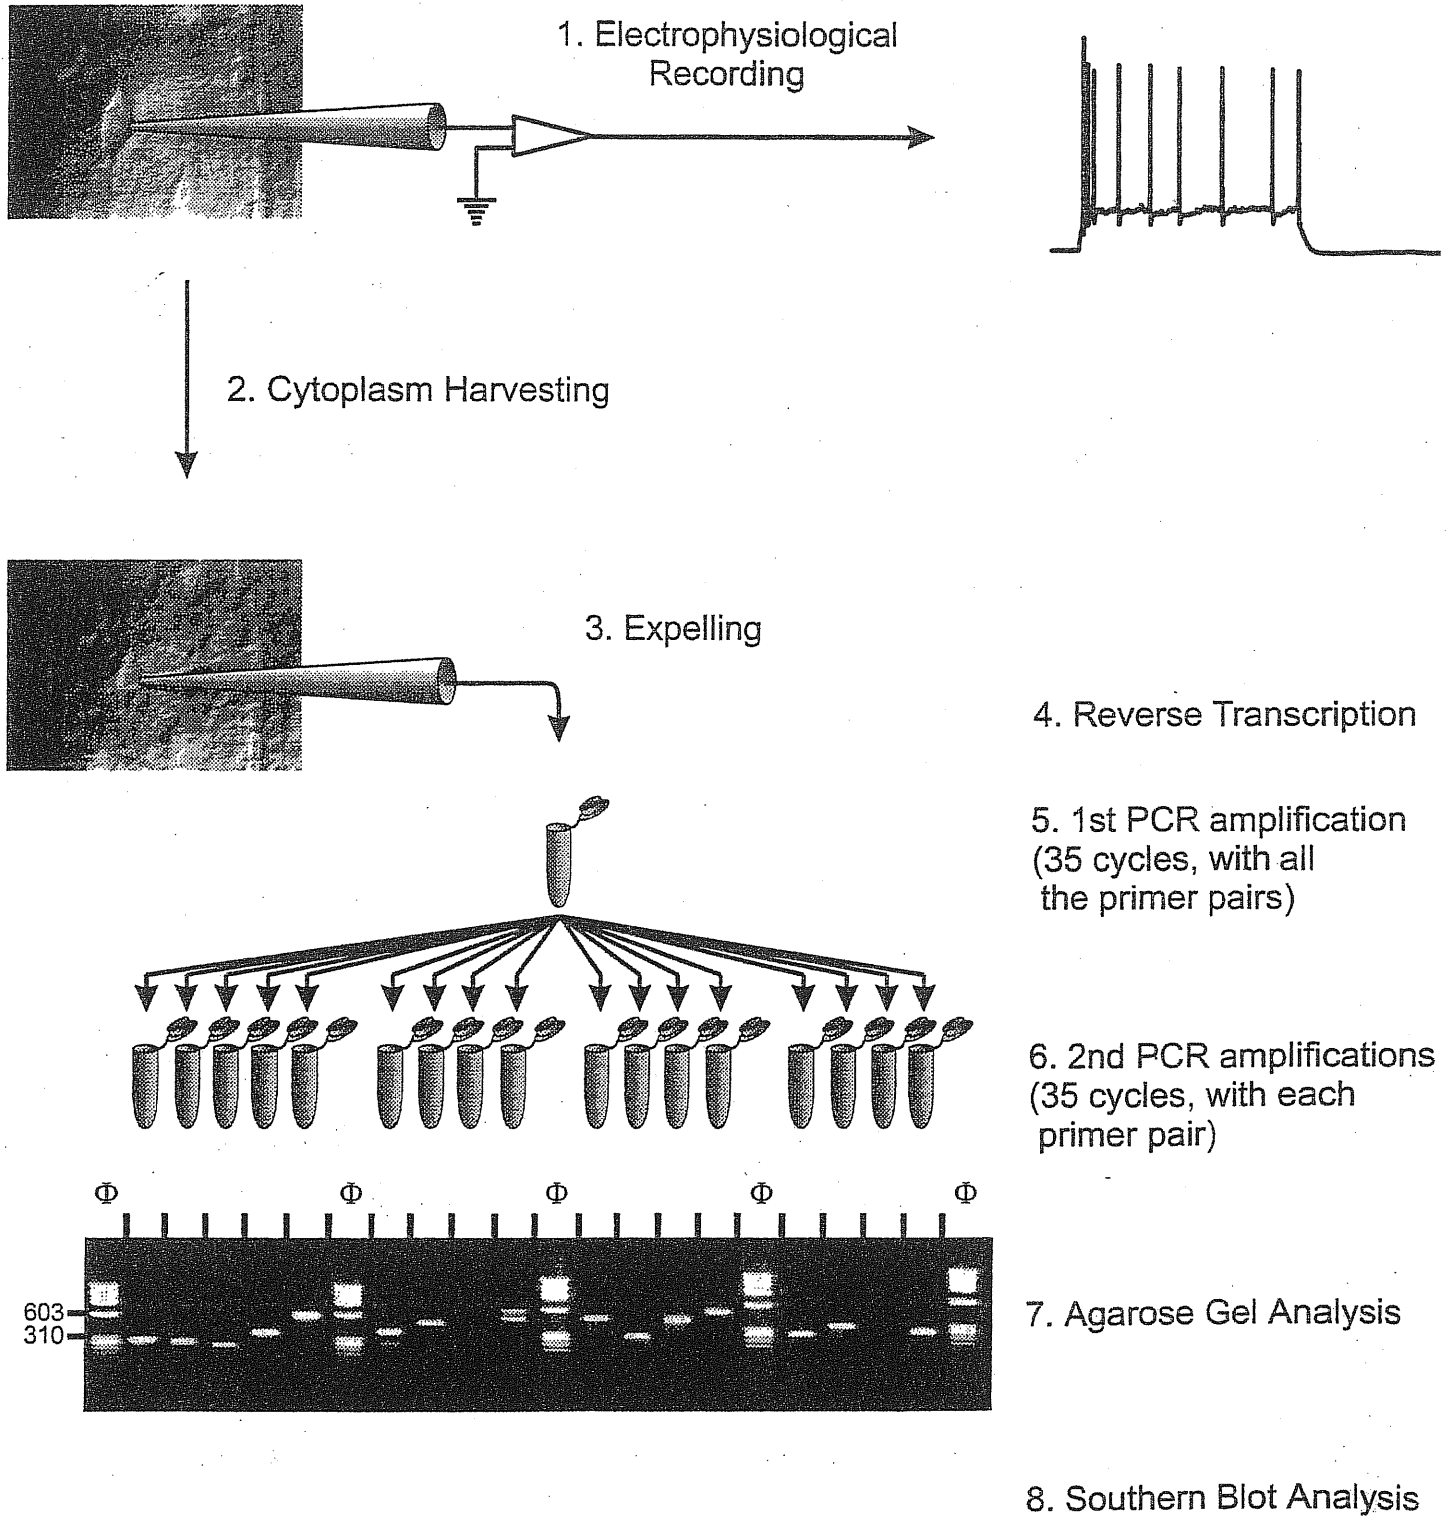 1. Electrophysiological
Recording
2. Cytoplasm Harvesting
3. Expelling
4. Reverse Transcription
5. 1st PCR amplification
(35 cycles, with all
the primer pairs)
6. 2nd PCR amplifications
(35 cycles, with each
primer pair)
Φ Φ Φ Φ Φ
603
310
7. Agarose Gel Analysis
8. Southern Blot Analysis